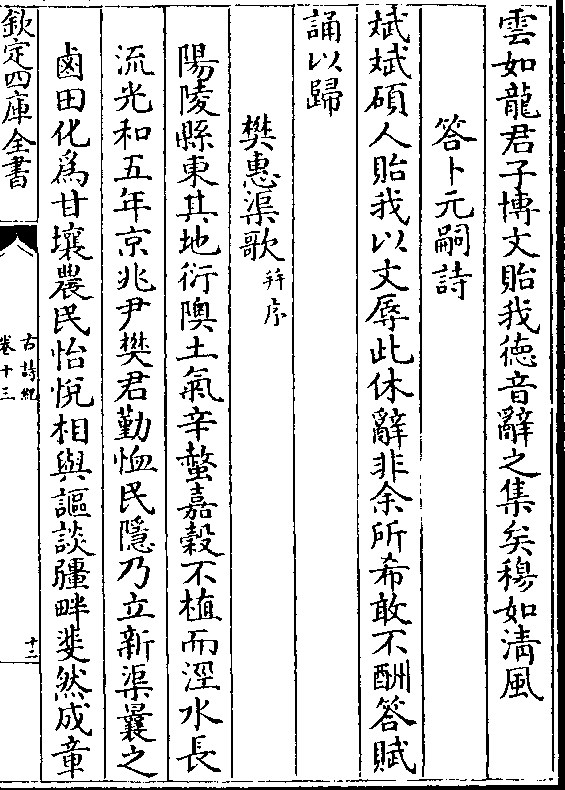 雲如龍君子博文貽我德音辭之集矣穆如清風
答卜元嗣詩
斌斌碩人貽我以文辱此休辭非余所希敢不酬答賦
誦以歸
樊惠渠歌并序
陽陵縣東其地衍隩土氣辛螫嘉穀不植而涇水長
流光和五年京兆尹樊君勤恤民隱乃立新渠曩之
鹵田化為甘壤農民怡悅相與謳談疆畔斐然成章
欽定四庫全書
古詩紀
卷十三
十二